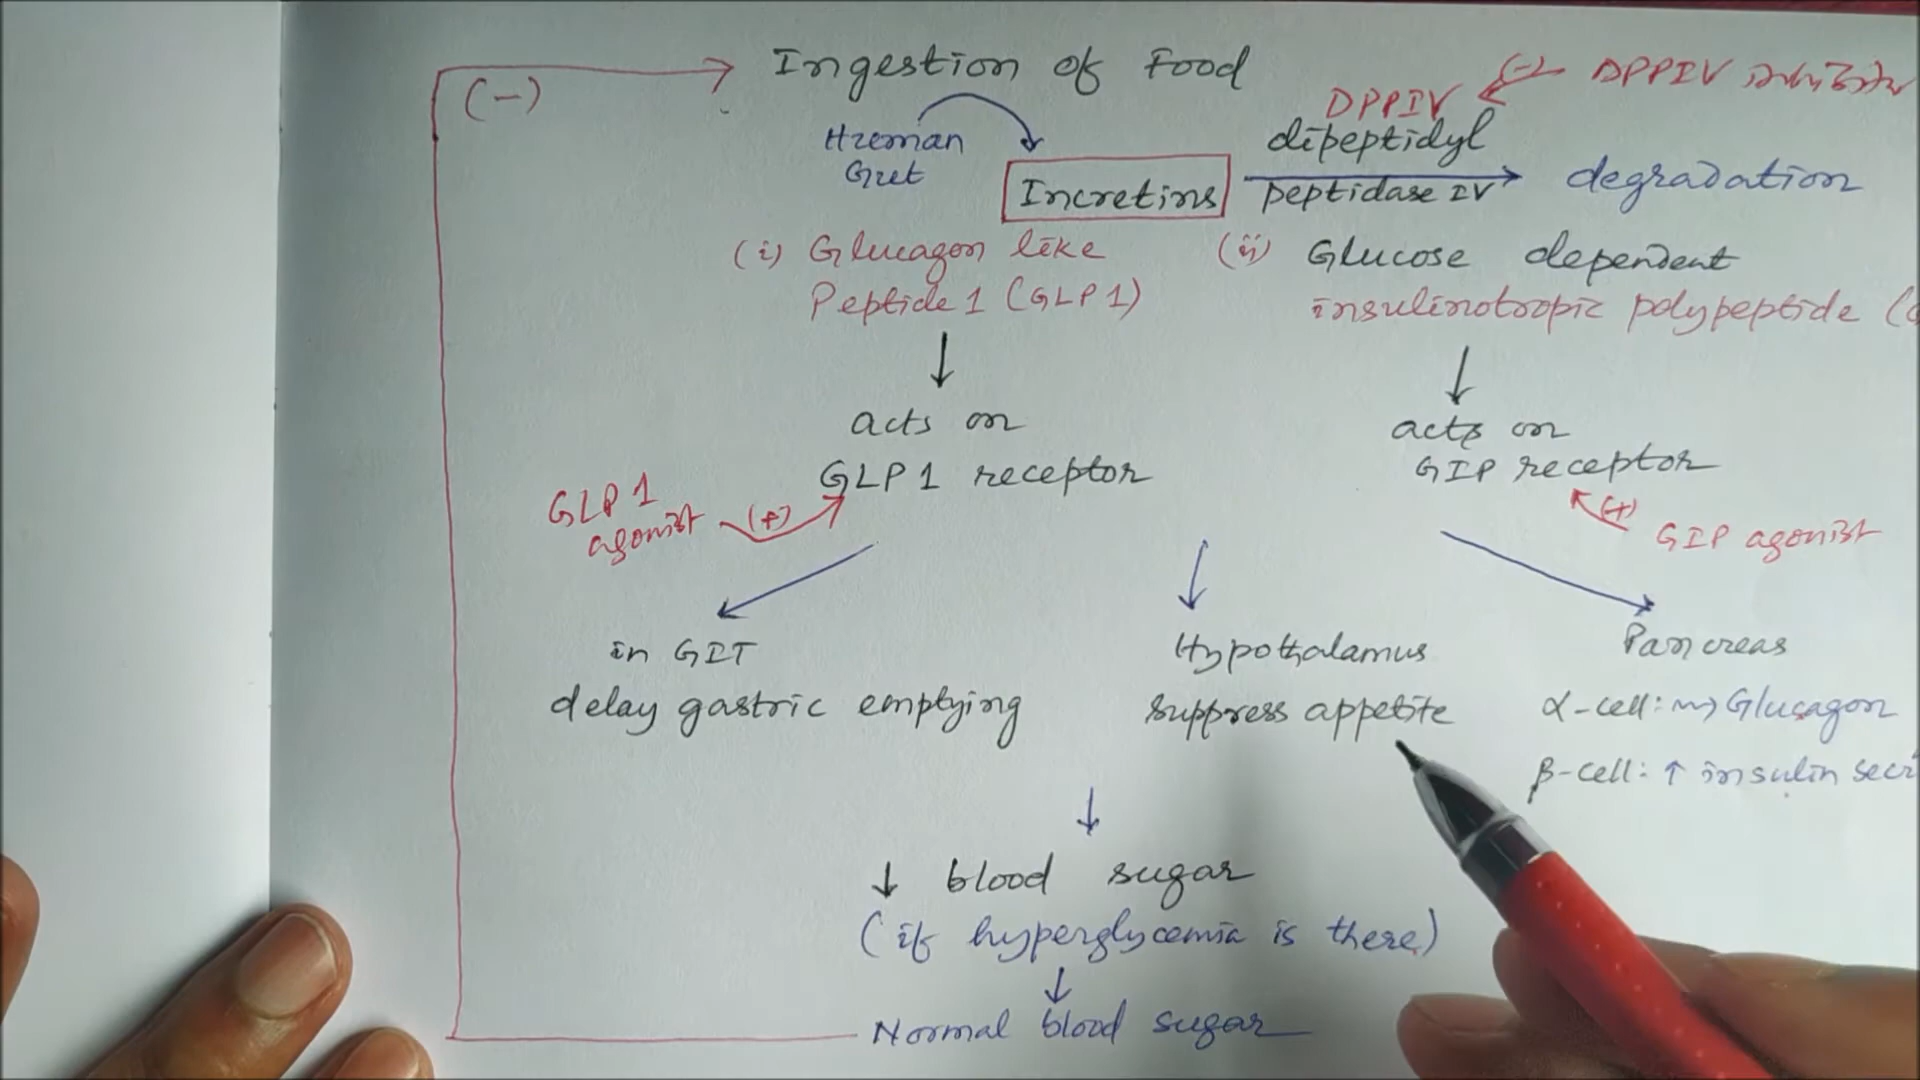 (-)
Ingestion of Food
DPPIV (-) DPPIV inhibitor
Human
Gut
Incretins
dipeptidyl
peptidase IV
degradation
(i) Glucagon like
Peptide 1 (GLP1)
(ii) Glucose dependent
insulinotropic polypeptide (
↓
acts on
GLP 1 receptor
↓
acts on
GIP receptor
GLP 1
agonist (+)
(+) GIP agonist
in GIT
delay gastric emptying
Hypothalamus
suppress appetite
Pancreas
α-cell: Glucagon
β-cell: ↑ insulin secr
↓
↓ blood sugar
(if hyperglycemia is there)
↓
Normal blood sugar